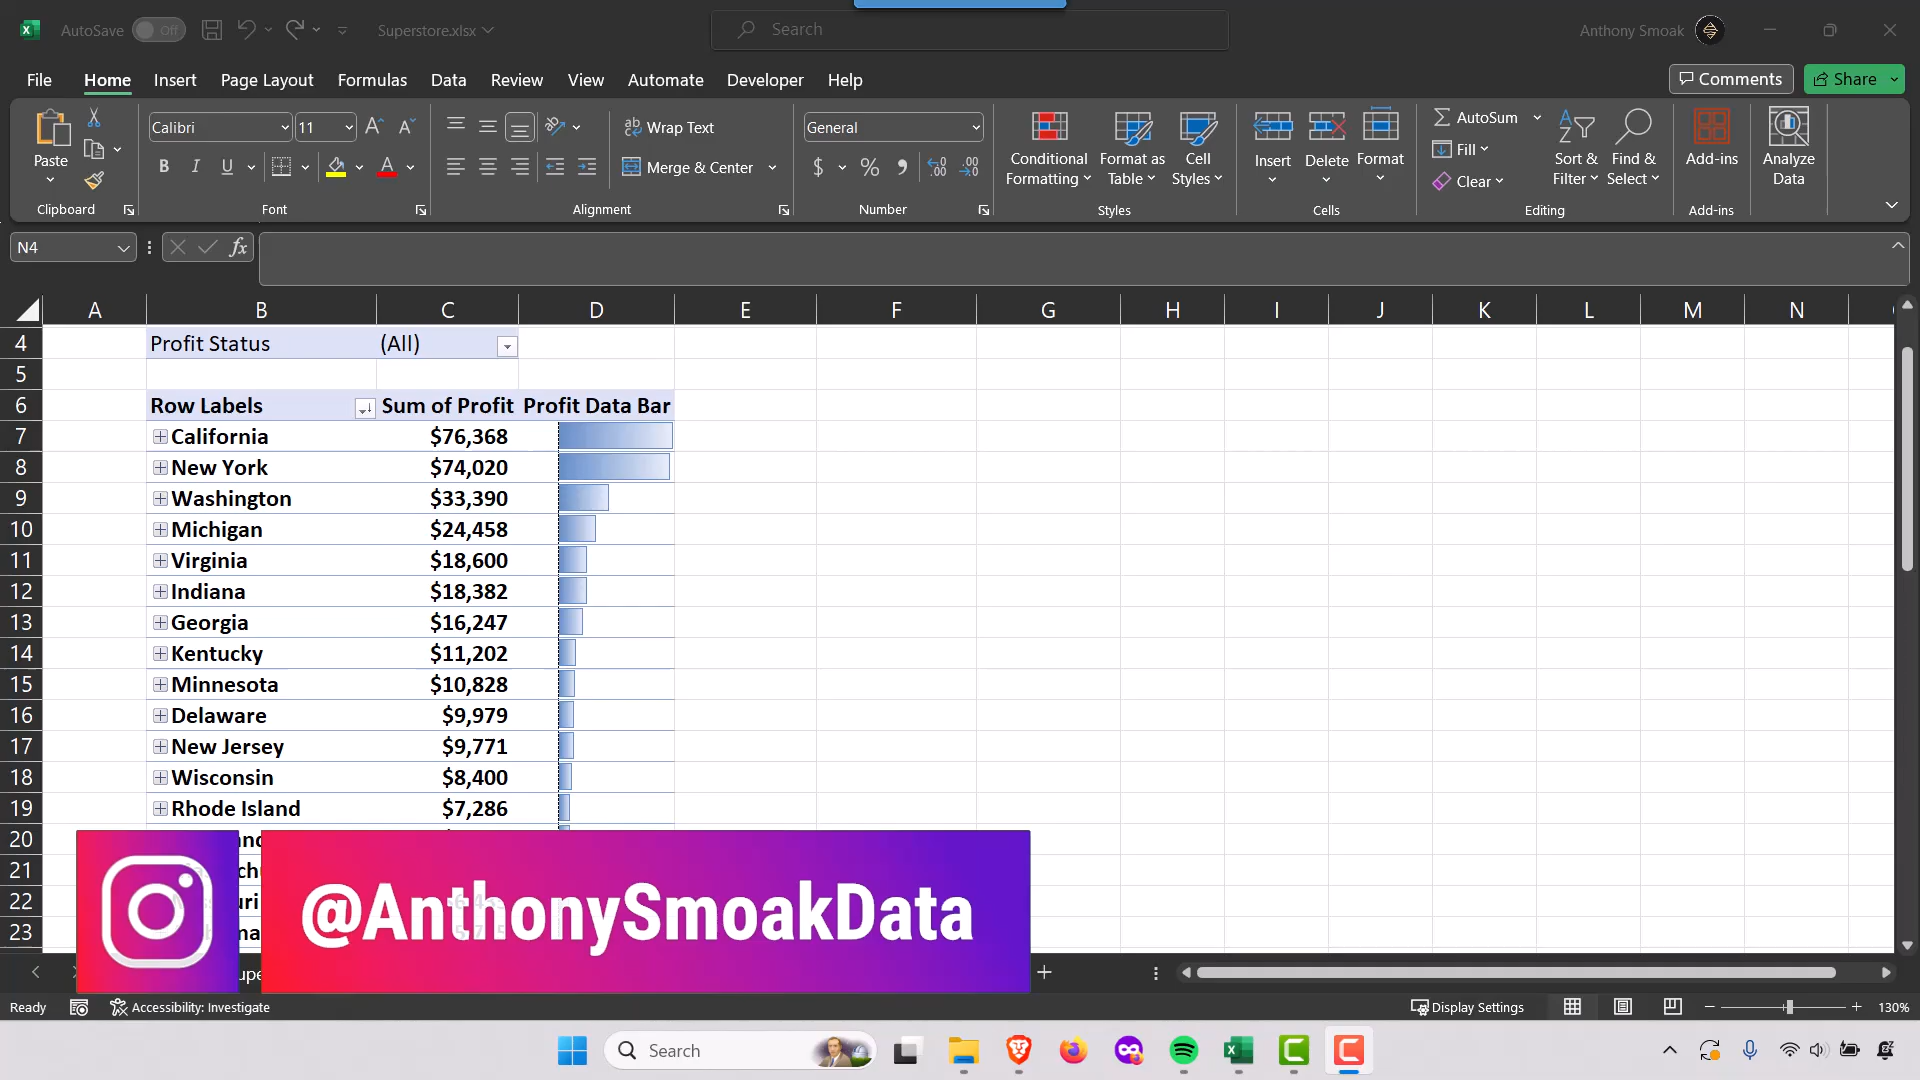 AutoSave Off Superstore.xlsx Search Anthony Smoak
File Home Insert Page Layout Formulas Data Review View Automate Developer Help Comments Share
Paste
Clipboard
Calibri 11
B I U A
Font
Wrap Text
Merge & Center
Alignment
General
$ %
Number
Conditional Formatting
Format as Table
Cell Styles
Styles
Insert Delete Format
Cells
AutoSum
Fill
Clear
Sort & Filter
Find & Select
Editing
Add-ins
Add-ins
Analyze Data
N4 fx
A B C D E F G H I J K L M N
4 Profit Status (All)
5
6 Row Labels Sum of Profit Profit Data Bar
7 California $76,368
8 New York $74,020
9 Washington $33,390
10 Michigan $24,458
11 Virginia $18,600
12 Indiana $18,382
13 Georgia $16,247
14 Kentucky $11,202
15 Minnesota $10,828
16 Delaware $9,979
17 New Jersey $9,771
18 Wisconsin $8,400
19 Rhode Island $7,286
20
21
22
23
@AnthonySmoakData
Ready Accessibility: Investigate Display Settings 130%
Search